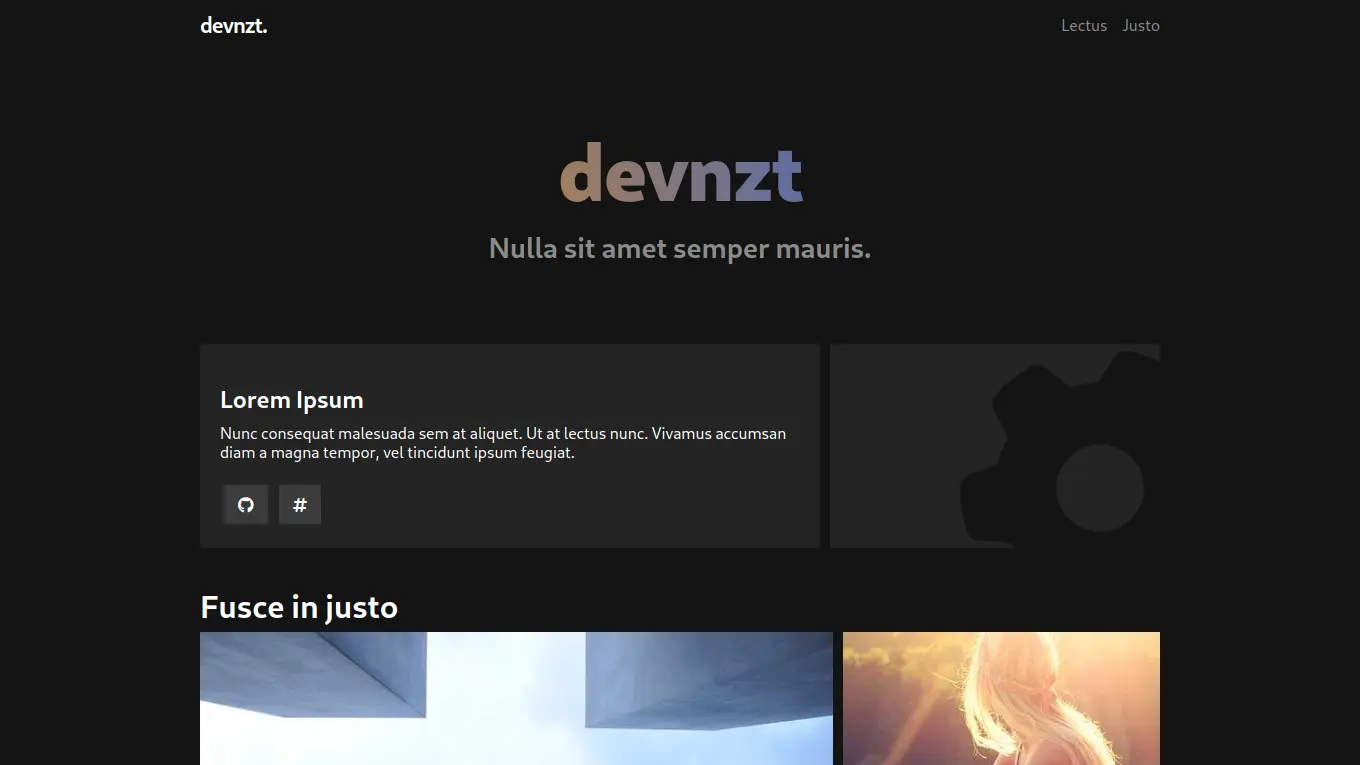 devnzt.
Lectus
Justo
devnzt
Nulla sit amet semper mauris.
Lorem Ipsum
Nunc consequat malesuada sem at aliquet. Ut at lectus nunc. Vivamus accumsan
diam a magna tempor, vel tincidunt ipsum feugiat.
#
Fusce in justo